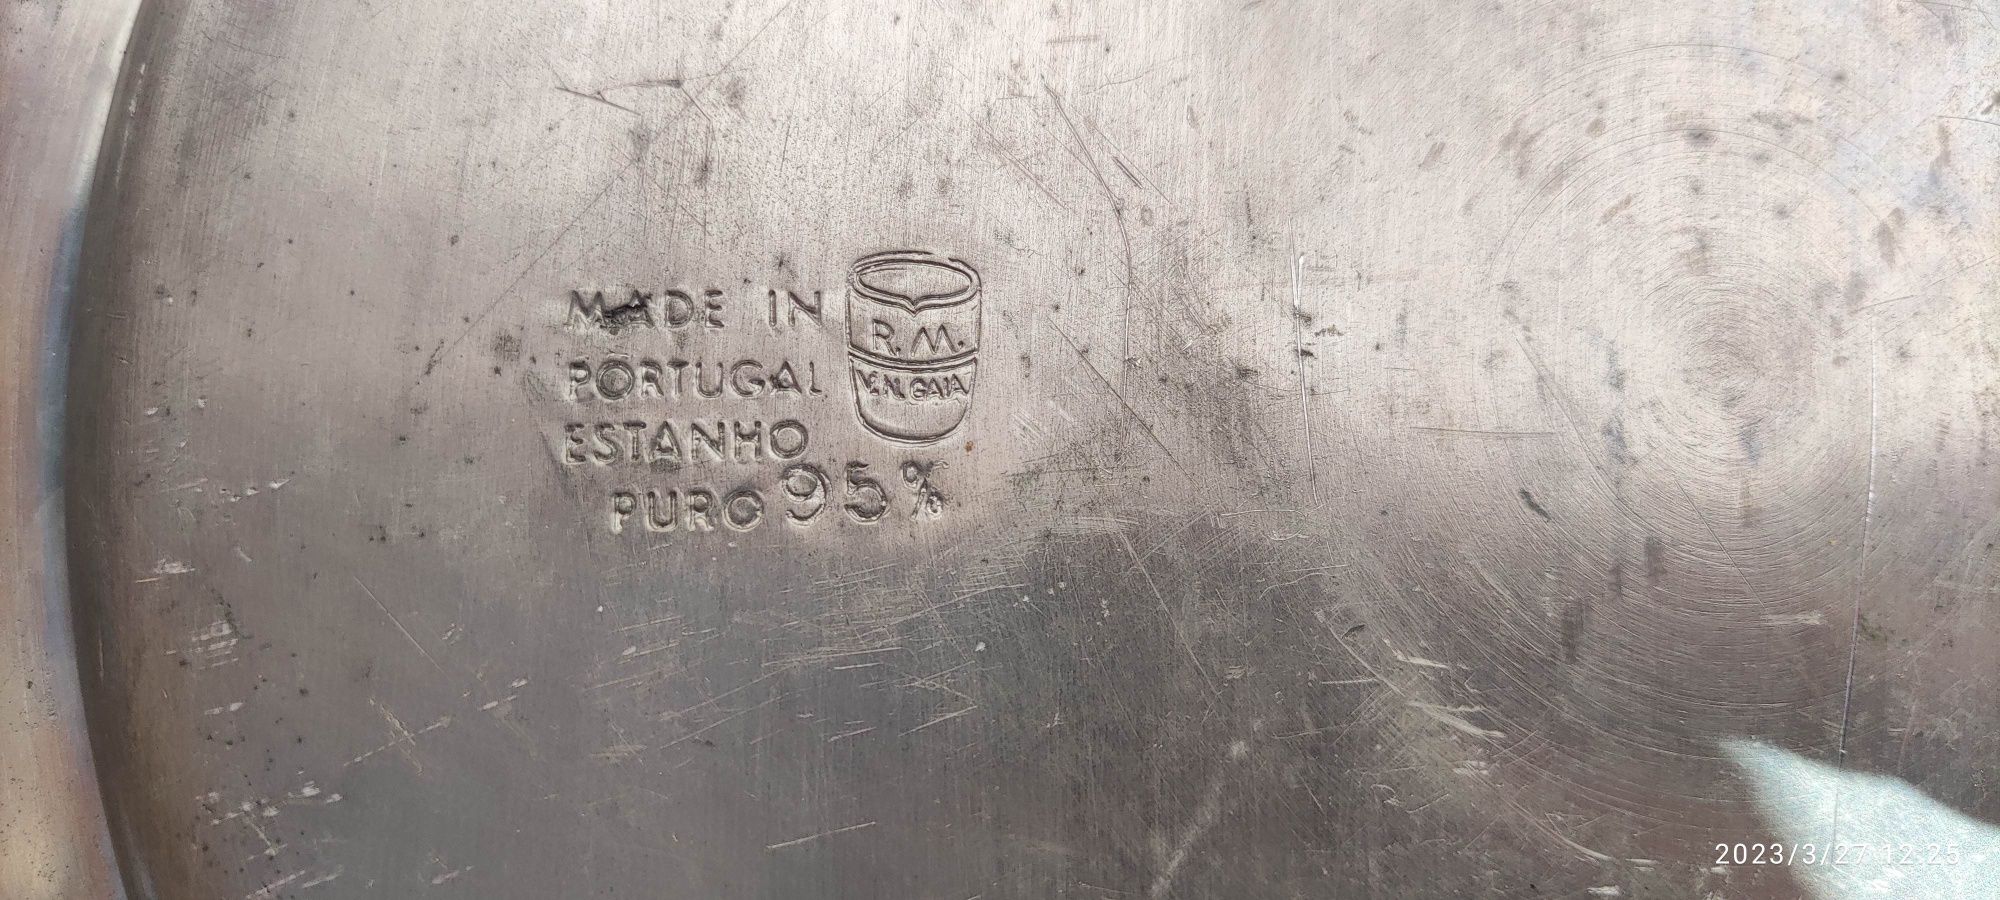 MADE IN
PORTUGAL
ESTANHO
PURO 95%
R. M.
V. N. GAIA
2023/3/27 12:25